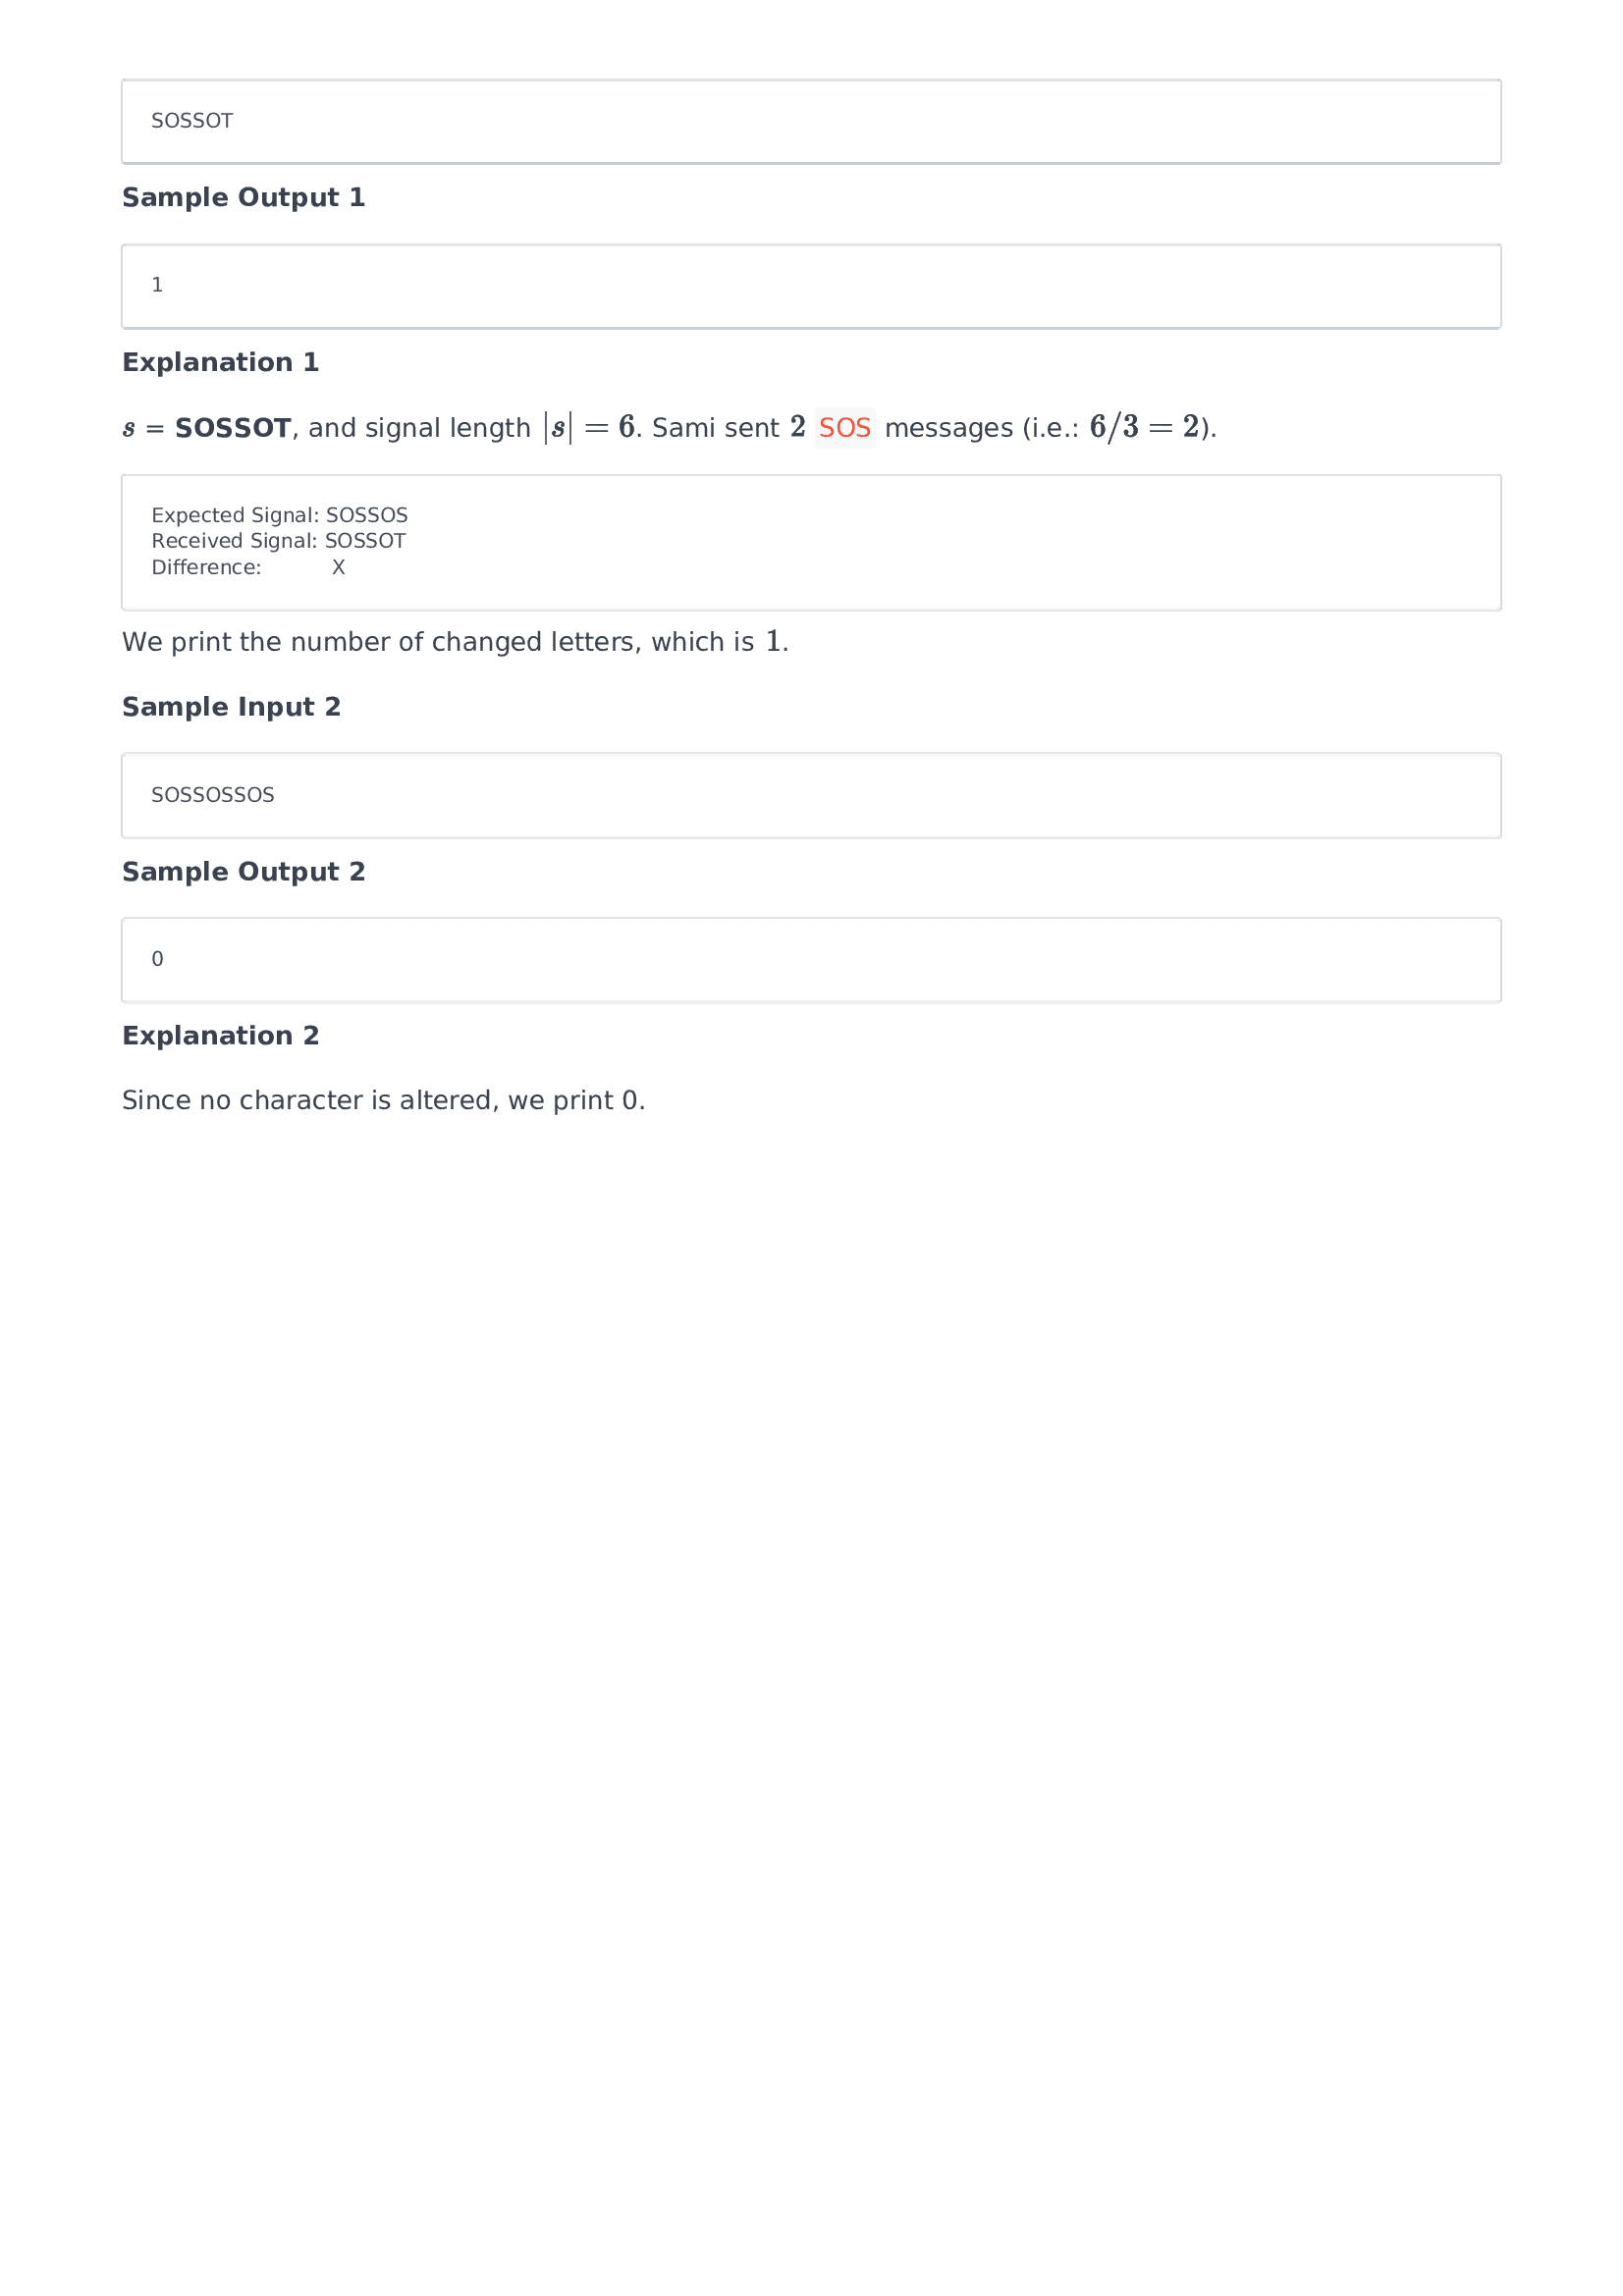 SOSSOT
Sample Output 1
1
Explanation 1
s = SOSSOT, and signal length |s| = 6. Sami sent 2 SOS messages (i.e.: 6/3 = 2).
Expected Signal: SOSSOS
Received Signal: SOSSOT
Difference: X
We print the number of changed letters, which is 1.
Sample Input 2
SOSSOSSOS
Sample Output 2
0
Explanation 2
Since no character is altered, we print 0.